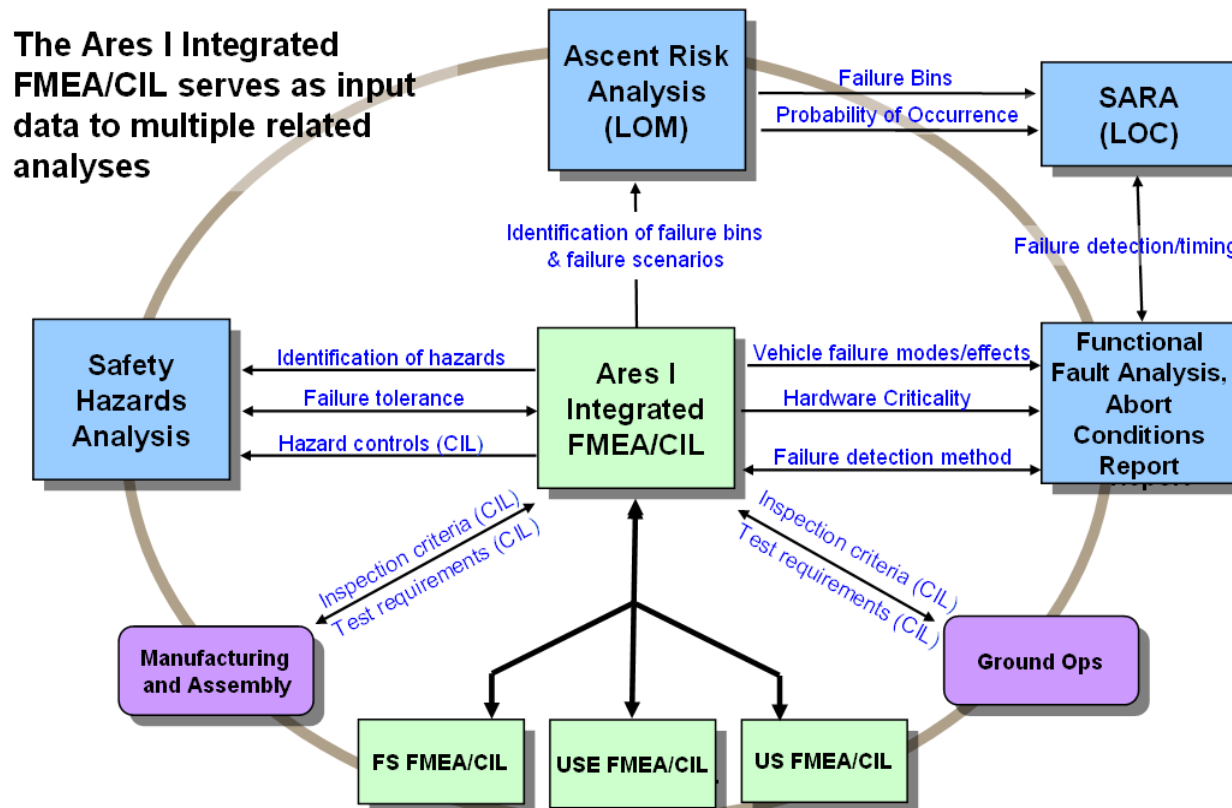 The Ares I Integrated
FMEA/CIL serves as input
data to multiple related
analyses
Ascent Risk
Analysis
(LOM)
Failure Bins
Probability of Occurrence
SARA
(LOC)
Identification of failure bins
& failure scenarios
Failure detection/timing
Safety
Hazards
Analysis
Identification of hazards
Failure tolerance
Hazard controls (CIL)
Ares I
Integrated
FMEA/CIL
Vehicle failure modes/effects
Hardware Criticality
Failure detection method
Functional
Fault Analysis,
Abort
Conditions
Report
Report
Inspection criteria (CIL)
Test requirements (CIL)
Inspection criteria (CIL)
Test requirements (CIL)
Manufacturing
and Assembly
Ground Ops
FS FMEA/CIL
USE FMEA/CIL
US FMEA/CIL